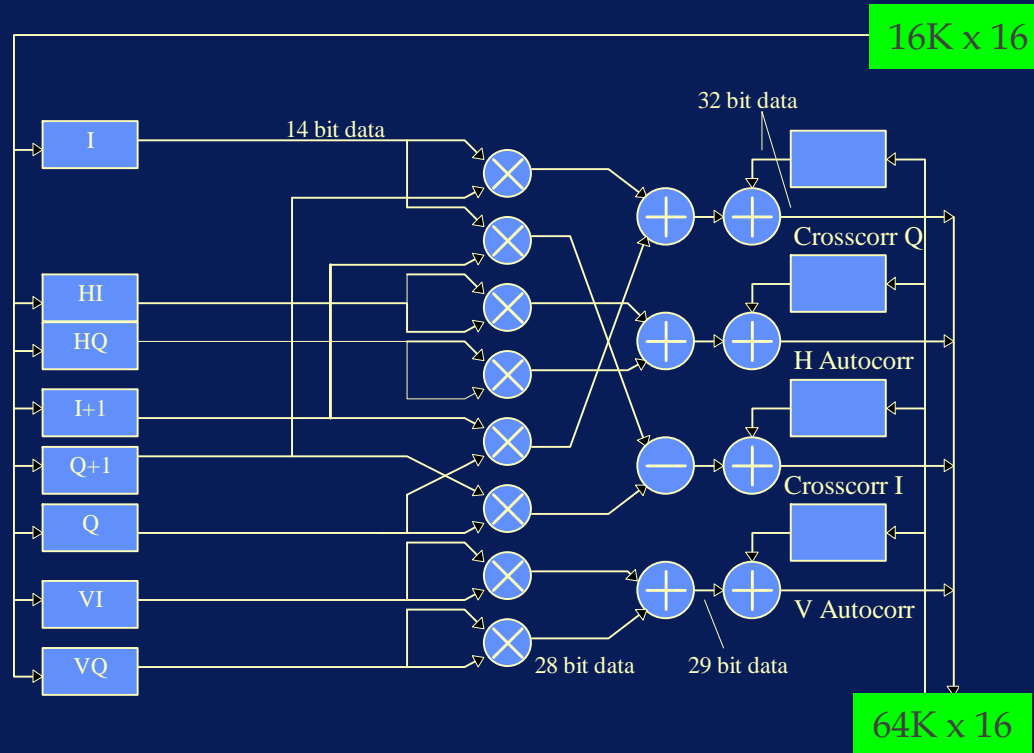 16K x 16
32 bit data
14 bit data
I
Crosscorr Q
HI
HQ
H Autocorr
I+1
Q+1
Crosscorr I
Q
VI
V Autocorr
VQ
28 bit data
29 bit data
64K x 16